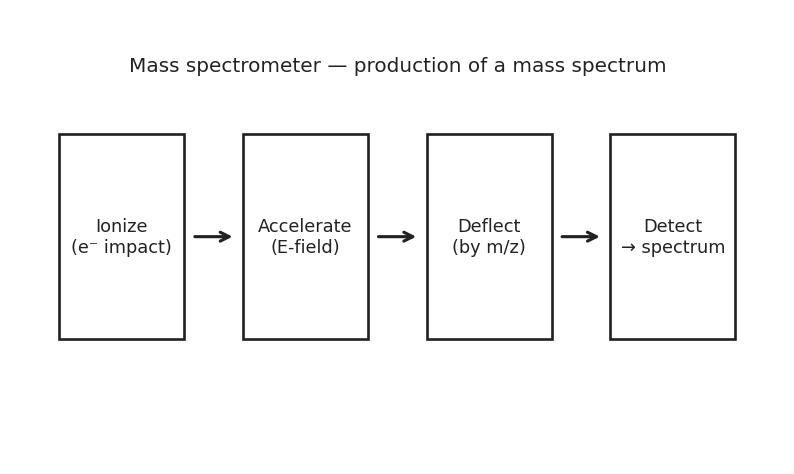 Mass spectrometer — production of a mass spectrum
Ionize
(e⁻ impact)
Accelerate
(E-field)
Deflect
(by m/z)
Detect
→ spectrum